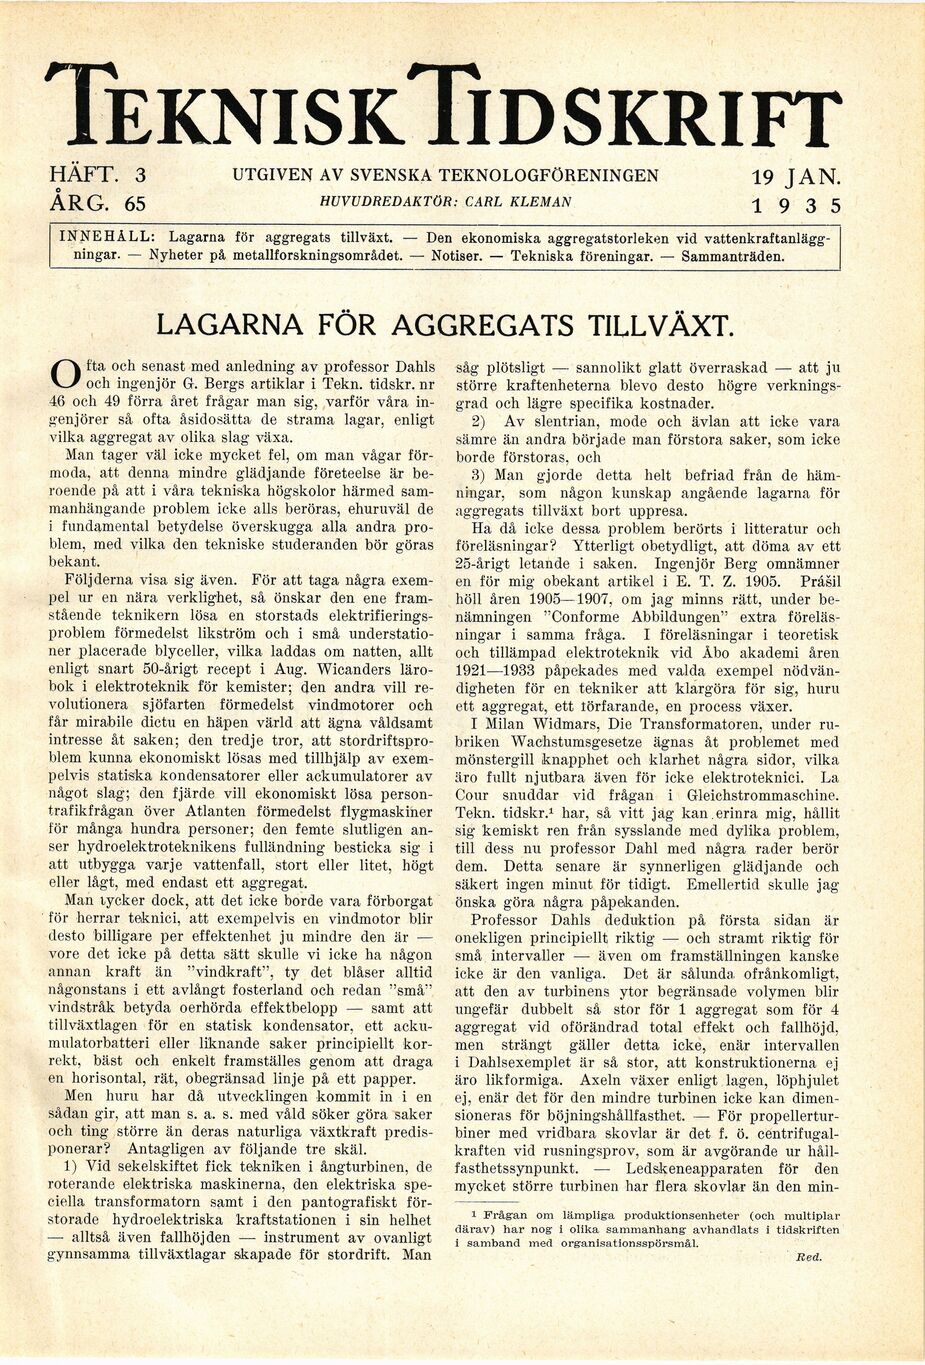 TEKNISK TIDSKRIFT
HÄFT. 3 UTGIVEN AV SVENSKA TEKNOLOGFÖRENINGEN 19 JAN.
ÅRG. 65 HUVUDREDAKTÖR: CARL KLEMAN 1 9 3 5
INNEHÅLL: Lagarna för aggregats tillväxt. — Den ekonomiska aggregatstorleken vid vattenkraftanlägg-
ningar. — Nyheter på metallforskningsområdet. — Notiser. — Tekniska föreningar. — Sammanträden.
LAGARNA FÖR AGGREGATS TILLVÄXT.
Ofta och senast med anledning av professor Dahls
och ingenjör G. Bergs artiklar i Tekn. tidskr. nr
46 och 49 förra året frågar man sig, varför våra in-
genjörer så ofta åsidosätta de strama lagar, enligt
vilka aggregat av olika slag växa.
Man tager väl icke mycket fel, om man vågar för-
moda, att denna mindre glädjande företeelse är be-
roende på att i våra tekniska högskolor härmed sam-
manhängande problem icke alls beröras, ehuruväl de
i fundamental betydelse överskugga alla andra pro-
blem, med vilka den tekniske studeranden bör göras
bekant.
Följderna visa sig även. För att taga några exem-
pel ur en nära verklighet, så önskar den ene fram-
stående teknikern lösa en storstads elektrifierings-
problem förmedelst likström och i små understatio-
ner placerade blyceller, vilka laddas om natten, allt
enligt snart 50-årigt recept i Aug. Wicanders läro-
bok i elektroteknik för kemister; den andra vill re-
volutionera sjöfarten förmedelst vindmotorer och
får mirabile dictu en häpen värld att ägna våldsamt
intresse åt saken; den tredje tror, att stordriftspro-
blem kunna ekonomiskt lösas med tillhjälp av exem-
pelvis statiska kondensatorer eller ackumulatorer av
något slag; den fjärde vill ekonomiskt lösa person-
trafikfrågan över Atlanten förmedelst flygmaskiner
för många hundra personer; den femte slutligen an-
ser hydroelektroteknikens fulländning besticka sig i
att utbygga varje vattenfall, stort eller litet, högt
eller lågt, med endast ett aggregat.
Man tycker dock, att det icke borde vara förborgat
för herrar teknici, att exempelvis en vindmotor blir
desto billigare per effektenhet ju mindre den är —
vore det icke på detta sätt skulle vi icke ha någon
annan kraft än ”vindkraft”, ty det blåser alltid
någonstans i ett avlångt fosterland och redan ”små”
vindstråk betyda oerhörda effektbelopp — samt att
tillväxtlagen för en statisk kondensator, ett acku-
mulatorbatteri eller liknande saker principiellt kor-
rekt, bäst och enkelt framställes genom att draga
en horisontal, rät, obegränsad linje på ett papper.
Men huru har då utvecklingen kommit in i en
sådan gir, att man s. a. s. med våld söker göra saker
och ting större än deras naturliga växtkraft predis-
ponerar? Antagligen av följande tre skäl.
1) Vid sekelskiftet fick tekniken i ångturbinen, de
roterande elektriska maskinerna, den elektriska spe-
ciella transformatorn samt i den pantografiskt för-
storade hydroelektriska kraftstationen i sin helhet
— alltså även fallhöjden — instrument av ovanligt
gynnsamma tillväxtlagar skapade för stordrift. Man
såg plötsligt — sannolikt glatt överraskad — att ju
större kraftenheterna blevo desto högre verknings-
grad och lägre specifika kostnader.
2) Av slentrian, mode och ävlan att icke vara
sämre än andra började man förstora saker, som icke
borde förstoras, och
3) Man gjorde detta helt befriad från de häm-
ningar, som någon kunskap angående lagarna för
aggregats tillväxt bort uppresa.
Ha då icke dessa problem berörts i litteratur och
föreläsningar? Ytterligt obetydligt, att döma av ett
25-årigt letande i saken. Ingenjör Berg omnämner
en för mig obekant artikel i E. T. Z. 1905. Prášil
höll åren 1905—1907, om jag minns rätt, under be-
nämningen ”Conforme Abbildungen” extra föreläs-
ningar i samma fråga. I föreläsningar i teoretisk
och tillämpad elektroteknik vid Åbo akademi åren
1921—1933 påpekades med valda exempel nödvän-
digheten för en tekniker att klargöra för sig, huru
ett aggregat, ett förfarande, en process växer.
I Milan Widmars, Die Transformatoren, under ru-
briken Wachstumsgesetze ägnas åt problemet med
mönstergill knapphet och klarhet några sidor, vilka
äro fullt njutbara även för icke elektroteknici. La
Cour snuddar vid frågan i Gleichstrommaschine.
Tekn. tidskr.¹ har, så vitt jag kan erinra mig, hållit
sig kemiskt ren från sysslande med dylika problem,
till dess nu professor Dahl med några rader berör
dem. Detta senare är synnerligen glädjande och
säkert ingen minut för tidigt. Emellertid skulle jag
önska göra några påpekanden.
Professor Dahls deduktion på första sidan är
onekligen principiellt riktig — och stramt riktig för
små intervaller — även om framställningen kanske
icke är den vanliga. Det är sålunda ofrånkomligt,
att den av turbinens ytor begränsade volymen blir
ungefär dubbelt så stor för 1 aggregat som för 4
aggregat vid oförändrad total effekt och fallhöjd,
men strängt gäller detta icke, enär intervallen
i Dahlsexemplet är så stor, att konstruktionerna ej
äro likformiga. Axeln växer enligt lagen, löphjulet
ej, enär det för den mindre turbinen icke kan dimen-
sioneras för böjningshållfasthet. — För propellertur-
biner med vridbara skovlar är det f. ö. centrifugal-
kraften vid rusningsprov, som är avgörande ur håll-
fasthetssynpunkt. — Ledskeneapparaten för den
mycket större turbinen har flera skovlar än den min-
¹ Frågan om lämpliga produktionsenheter (och multiplar
därav) har nog i olika sammanhang avhandlats i tidskriften
i samband med organisationsspörsmål.
Red.